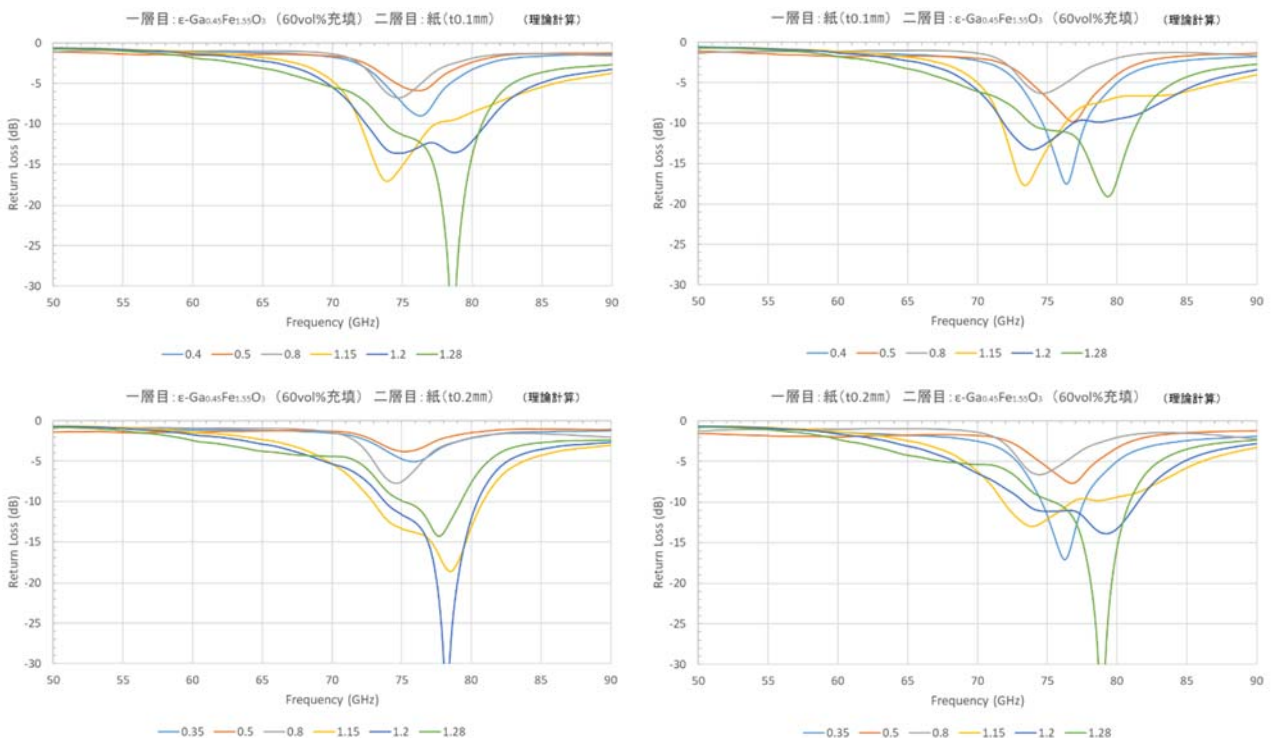 一層目:ε-Ga0.45Fe1.55O3 (60vol%充填) 二層目:紙(t0.1㎜) (理論計算)
0
-5
-10
-15
-20
-25
-30
Return Loss (dB)
50 55 60 65 70 75 80 85 90
Frequency (GHz)
0.4 0.5 0.8 1.15 1.2 1.28
一層目:紙(t0.1㎜) 二層目:ε-Ga0.45Fe1.55O3 (60vol%充填) (理論計算)
0
-5
-10
-15
-20
-25
-30
Return Loss (dB)
50 55 60 65 70 75 80 85 90
Frequency (GHz)
0.4 0.5 0.8 1.15 1.2 1.28
一層目:ε-Ga0.45Fe1.55O3 (60vol%充填) 二層目:紙(t0.2㎜) (理論計算)
0
-5
-10
-15
-20
-25
-30
Return Loss (dB)
50 55 60 65 70 75 80 85 90
Frequency (GHz)
0.35 0.5 0.8 1.15 1.2 1.28
一層目:紙(t0.2㎜) 二層目:ε-Ga0.45Fe1.55O3 (60vol%充填) (理論計算)
0
-5
-10
-15
-20
-25
-30
Return Loss (dB)
50 55 60 65 70 75 80 85 90
Frequency (GHz)
0.35 0.5 0.8 1.15 1.2 1.28